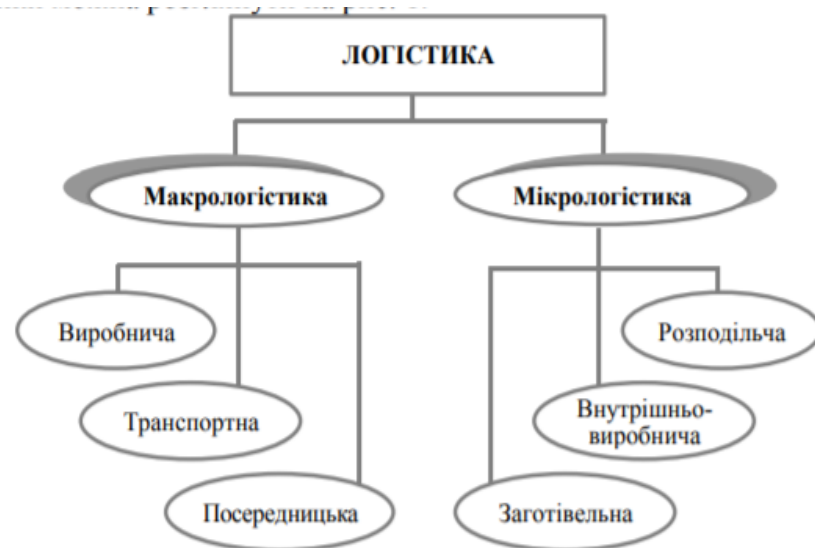 ЛОГІСТИКА
Макрологістика
Мікрологістика
Виробнича
Розподільча
Транспортна
Внутрішньо-
виробнича
Посередницька
Заготівельна